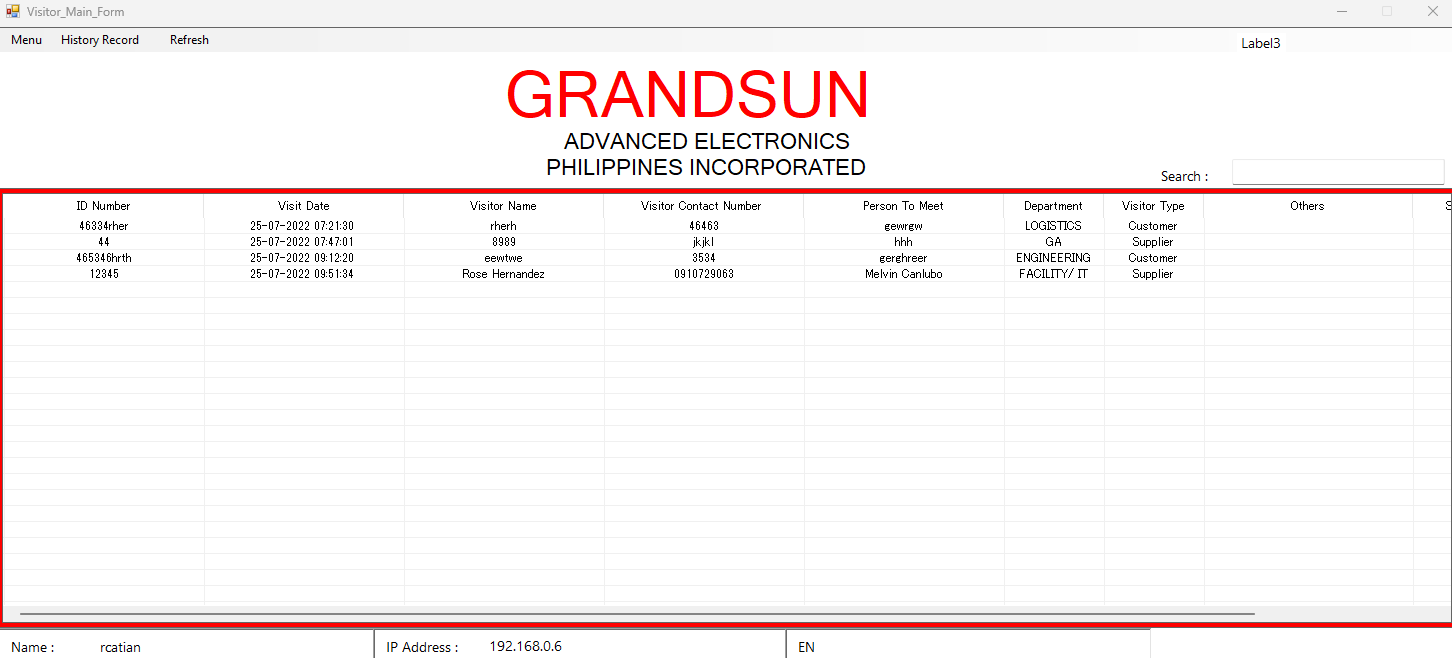 Visitor_Main_Form
Menu History Record Refresh Label3
GRANDSUN
ADVANCED ELECTRONICS
PHILIPPINES INCORPORATED
Search :
ID Number Visit Date Visitor Name Visitor Contact Number Person To Meet Department Visitor Type Others S
46334rher 25-07-2022 07:21:30 rherh 46463 gewrgw LOGISTICS Customer
44 25-07-2022 07:47:01 8989 jkjkl hhh GA Supplier
465346hrth 25-07-2022 09:12:20 eewtwe 3534 gerghreer ENGINEERING Customer
12345 25-07-2022 09:51:34 Rose Hernandez 0910729063 Melvin Canlubo FACILITY/ IT Supplier
Name : rcatian IP Address : 192.168.0.6 EN